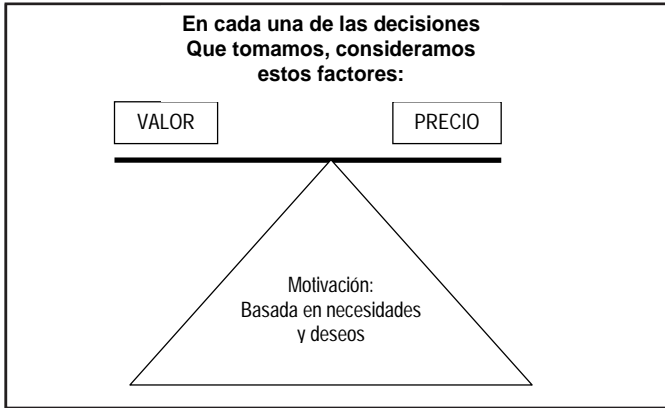 En cada una de las decisiones
Que tomamos, consideramos
estos factores:
VALOR
PRECIO
Motivación:
Basada en necesidades
y deseos